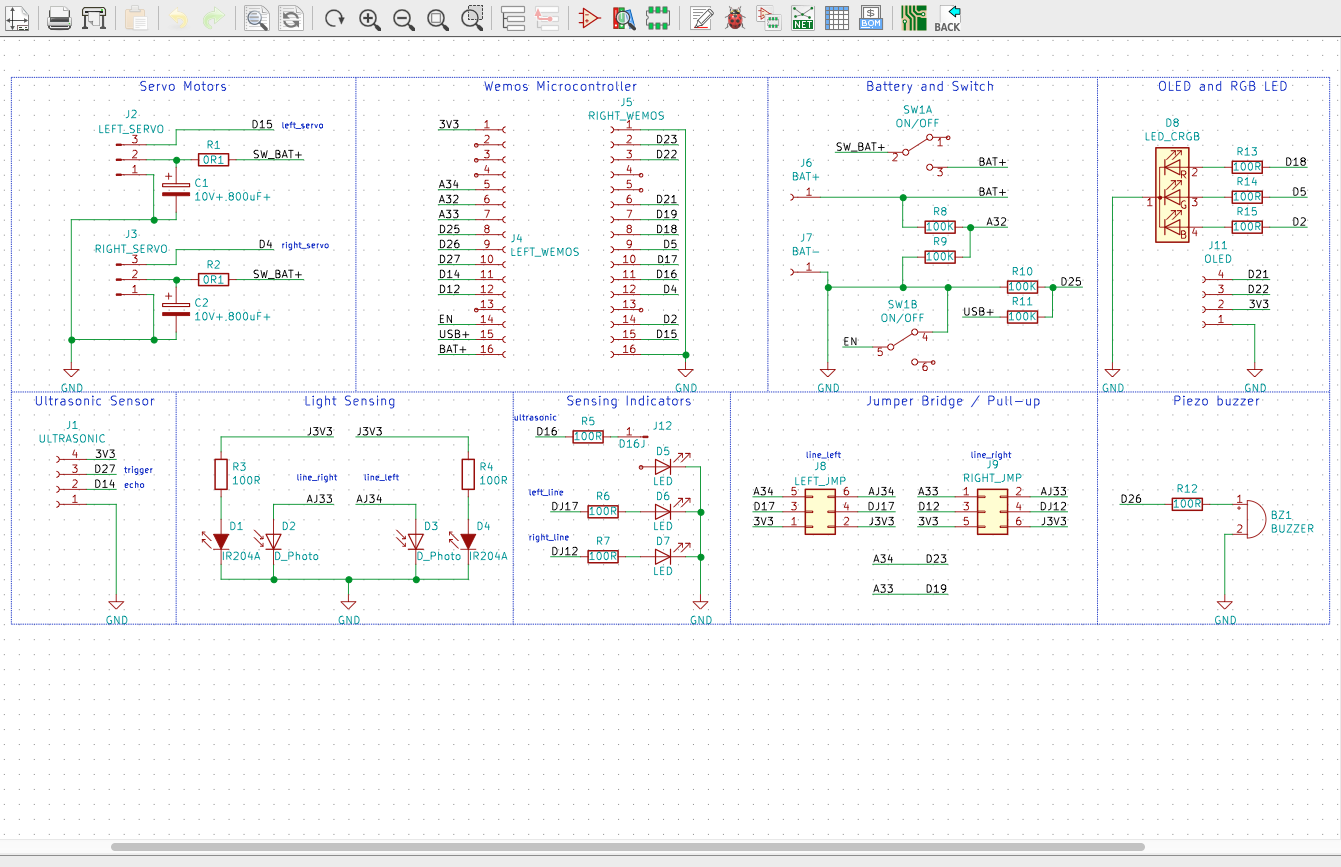 NET
$
BOM
BACK
Servo Motors
J2
LEFT_SERVO
3
2
1
D15 left_servo
R1
0R1
SW_BAT+
C1
10V+,800uF+
J3
RIGHT_SERVO
3
2
1
D4 right_servo
R2
0R1
SW_BAT+
C2
10V+,800uF+
GND
Wemos Microcontroller
J4
LEFT_WEMOS
3V3 1
2
3
4
A34 5
A32 6
A33 7
D25 8
D26 9
D27 10
D14 11
D12 12
13
EN 14
USB+ 15
BAT+ 16
J5
RIGHT_WEMOS
1
2 D23
3 D22
4
5
6 D21
7 D19
8 D18
9 D5
10 D17
11 D16
12 D4
13
14 D2
15 D15
16
GND
Battery and Switch
SW1A
ON/OFF
SW_BAT+ 2
1
3 BAT+
J6
BAT+
1 BAT+
R8
100K A32
R9
100K
J7
BAT-
1
R10
100K D25
R11
USB+ 100K
SW1B
ON/OFF
EN 5
4
6
GND
OLED and RGB LED
D8
LED_CRGB
1
R 2
G 3
B 4
R13
100R D18
R14
100R D5
R15
100R D2
J11
OLED
4 D21
3 D22
2 3V3
1
GND
GND
Ultrasonic Sensor
J1
ULTRASONIC
4 3V3
3 D27 trigger
2 D14 echo
1
GND
Light Sensing
J3V3 J3V3
R3
100R
R4
100R
line_right line_left
AJ33 AJ34
D1
IR204A
D2
D_Photo
D3
D_Photo
D4
IR204A
GND
Sensing Indicators
ultrasonic
D16
R5
100R
1
D16J
J12
D5
LED
left_line
DJ17
R6
100R
D6
LED
right_line
DJ12
R7
100R
D7
LED
GND
Jumper Bridge / Pull-up
line_left
J8
LEFT_JMP
A34 5 6 AJ34
D17 3 4 DJ17
3V3 1 2 J3V3
line_right
J9
RIGHT_JMP
A33 1 2 AJ33
D12 3 4 DJ12
3V3 5 6 J3V3
A34 D23
A33 D19
Piezo buzzer
D26
R12
100R
1
+
2
BZ1
BUZZER
GND